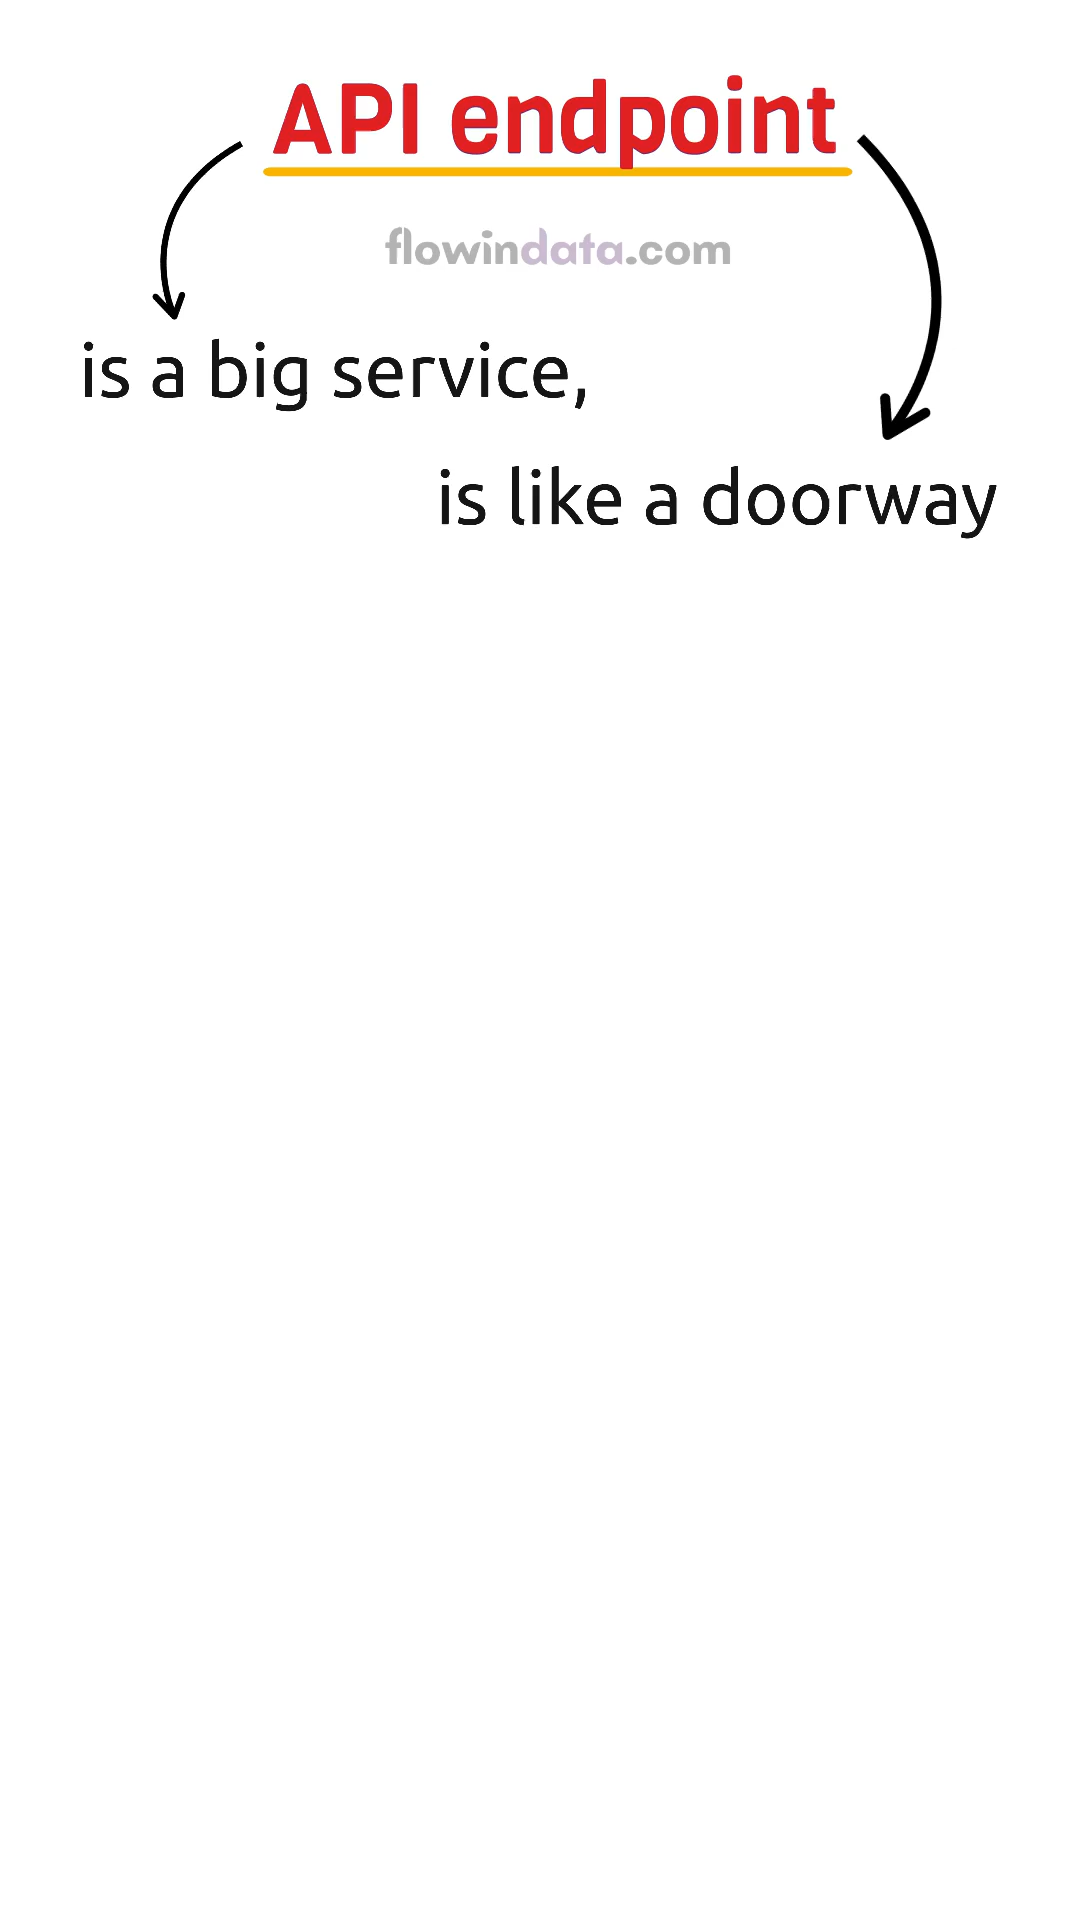 API endpoint
flowindata.com
is a big service,
is like a doorway